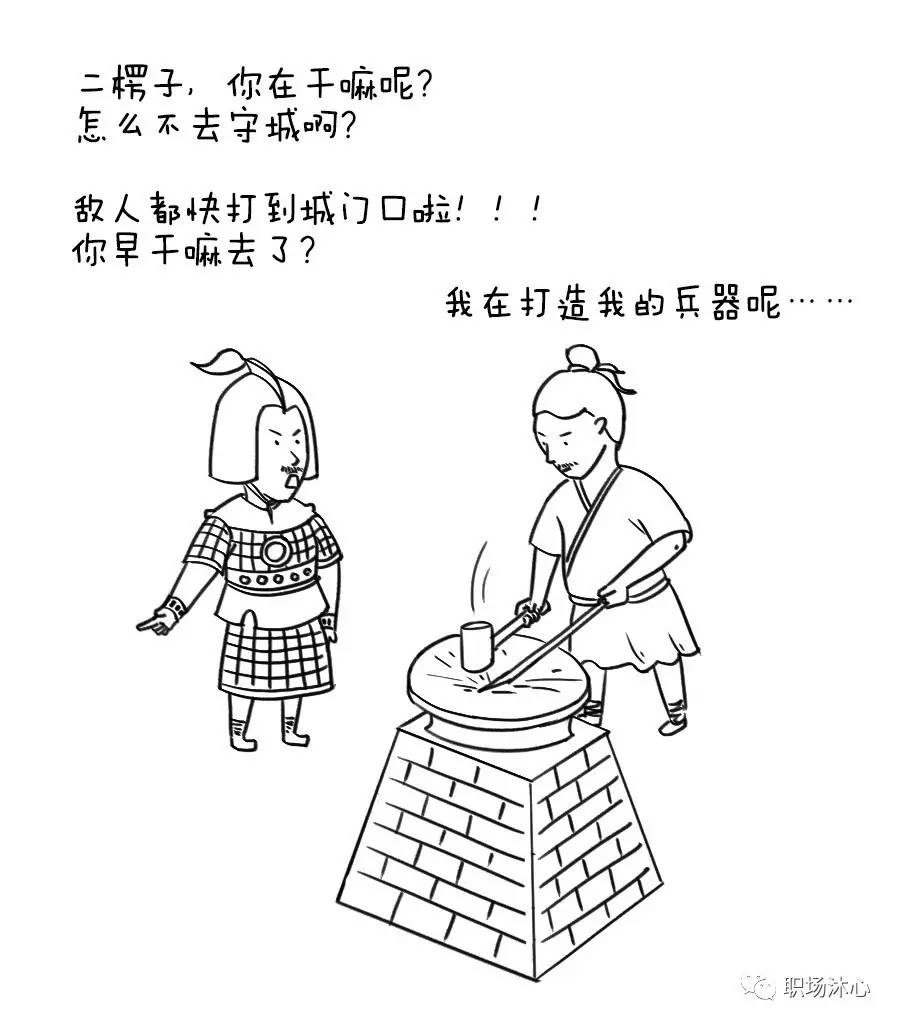 二楞子，你在干嘛呢？
怎么不去守城啊？
敌人都快打到城门口啦！！！
你早干嘛去了？
我在打造我的兵器呢……
职场沐心